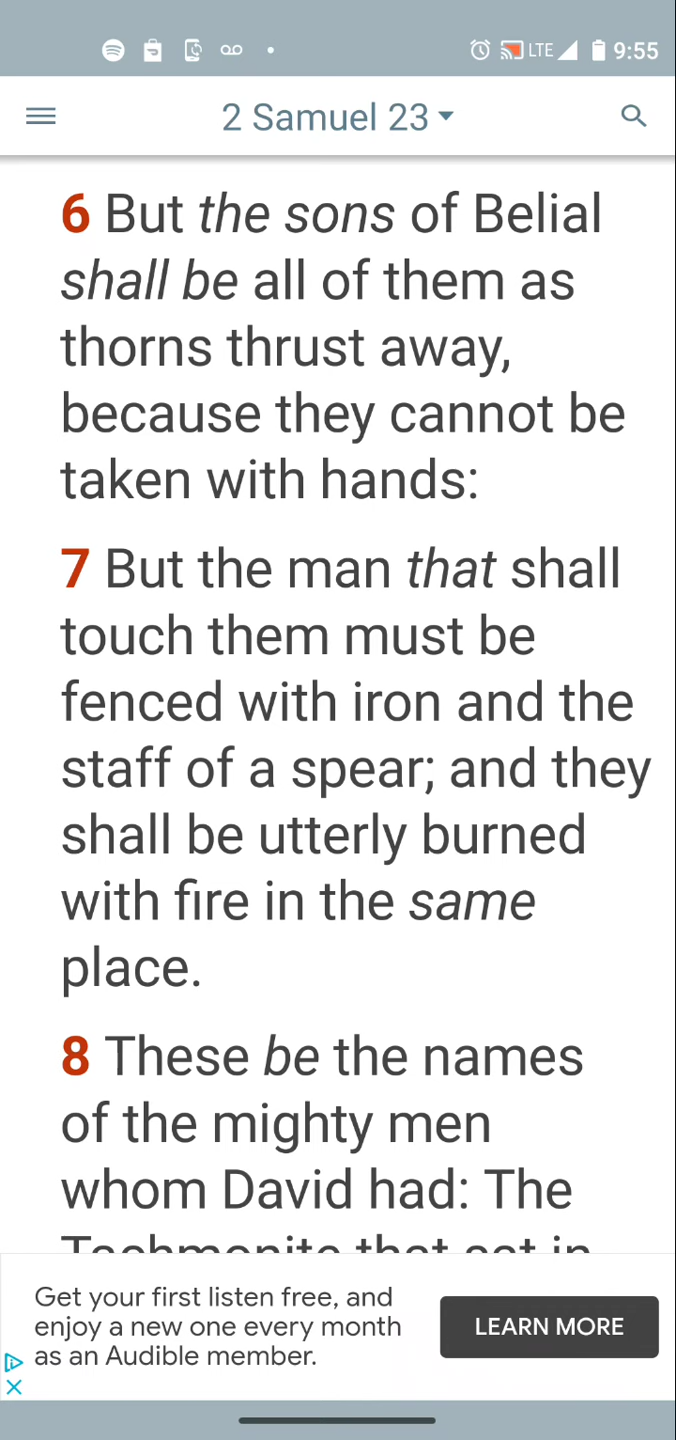 LTE 9:55
2 Samuel 23
6 But the sons of Belial
shall be all of them as
thorns thrust away,
because they cannot be
taken with hands:
7 But the man that shall
touch them must be
fenced with iron and the
staff of a spear; and they
shall be utterly burned
with fire in the same
place.
8 These be the names
of the mighty men
whom David had: The
Tachmonite that sat in
Get your first listen free, and
enjoy a new one every month
as an Audible member.
LEARN MORE